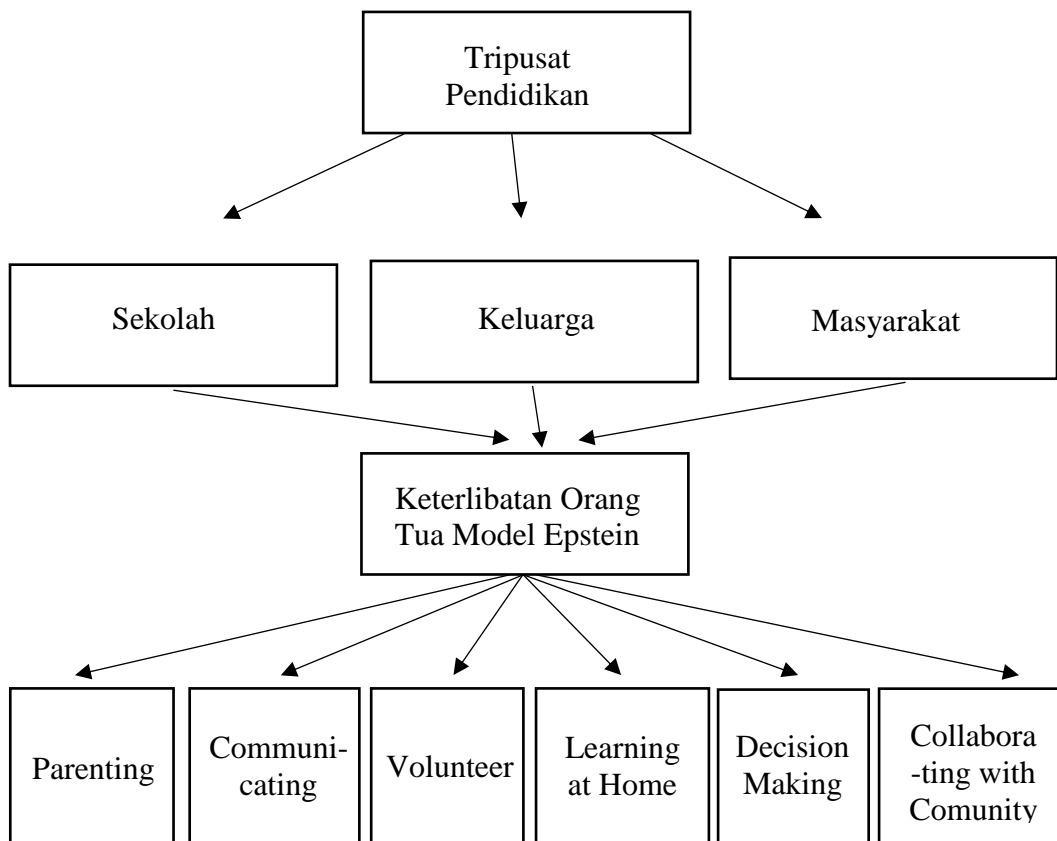 Tripusat
Pendidikan
Sekolah
Keluarga
Masyarakat
Keterlibatan Orang
Tua Model Epstein
Parenting
Communi-
cating
Volunteer
Learning
at Home
Decision
Making
Collabora
-ting with
Comunity